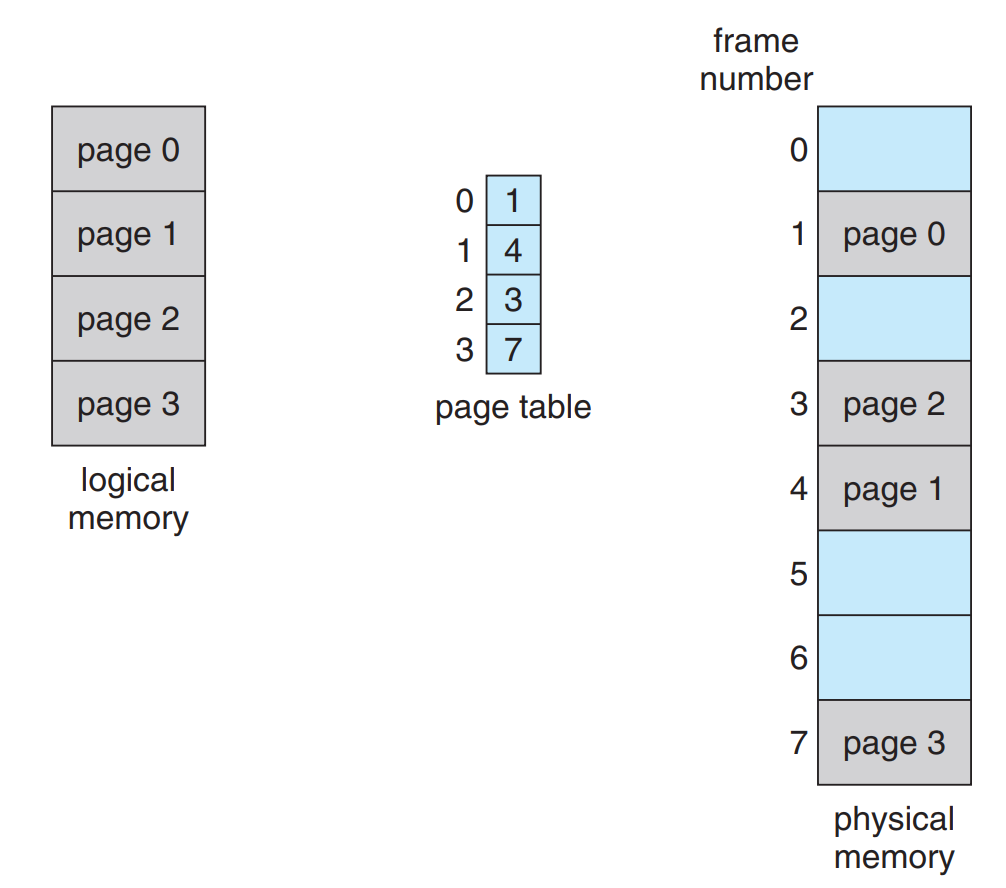 page 0
page 1
page 2
page 3
logical
memory
0 1
1 4
2 3
3 7
page table
frame
number
0
1 page 0
2
3 page 2
4 page 1
5
6
7 page 3
physical
memory